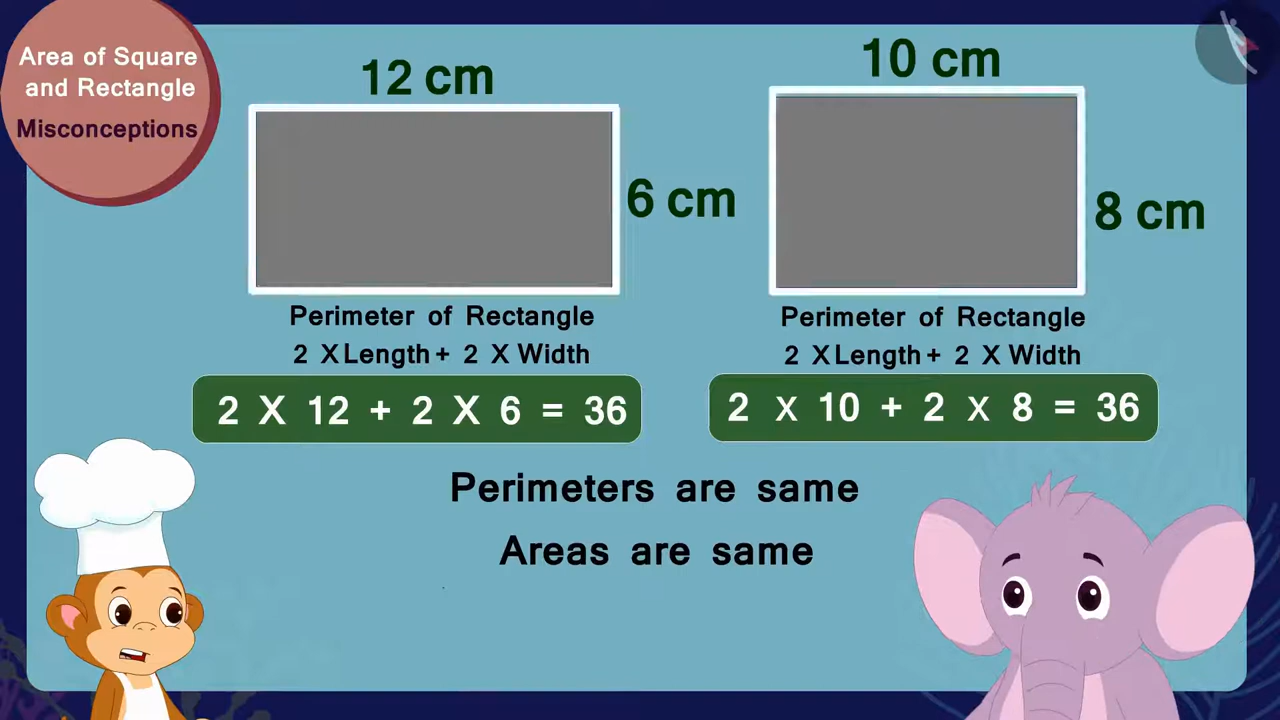 Area of Square
and Rectangle
Misconceptions
12 cm
6 cm
10 cm
8 cm
Perimeter of Rectangle
2 X Length + 2 X Width
2 X 12 + 2 X 6 = 36
Perimeter of Rectangle
2 X Length + 2 X Width
2 x 10 + 2 x 8 = 36
Perimeters are same
Areas are same